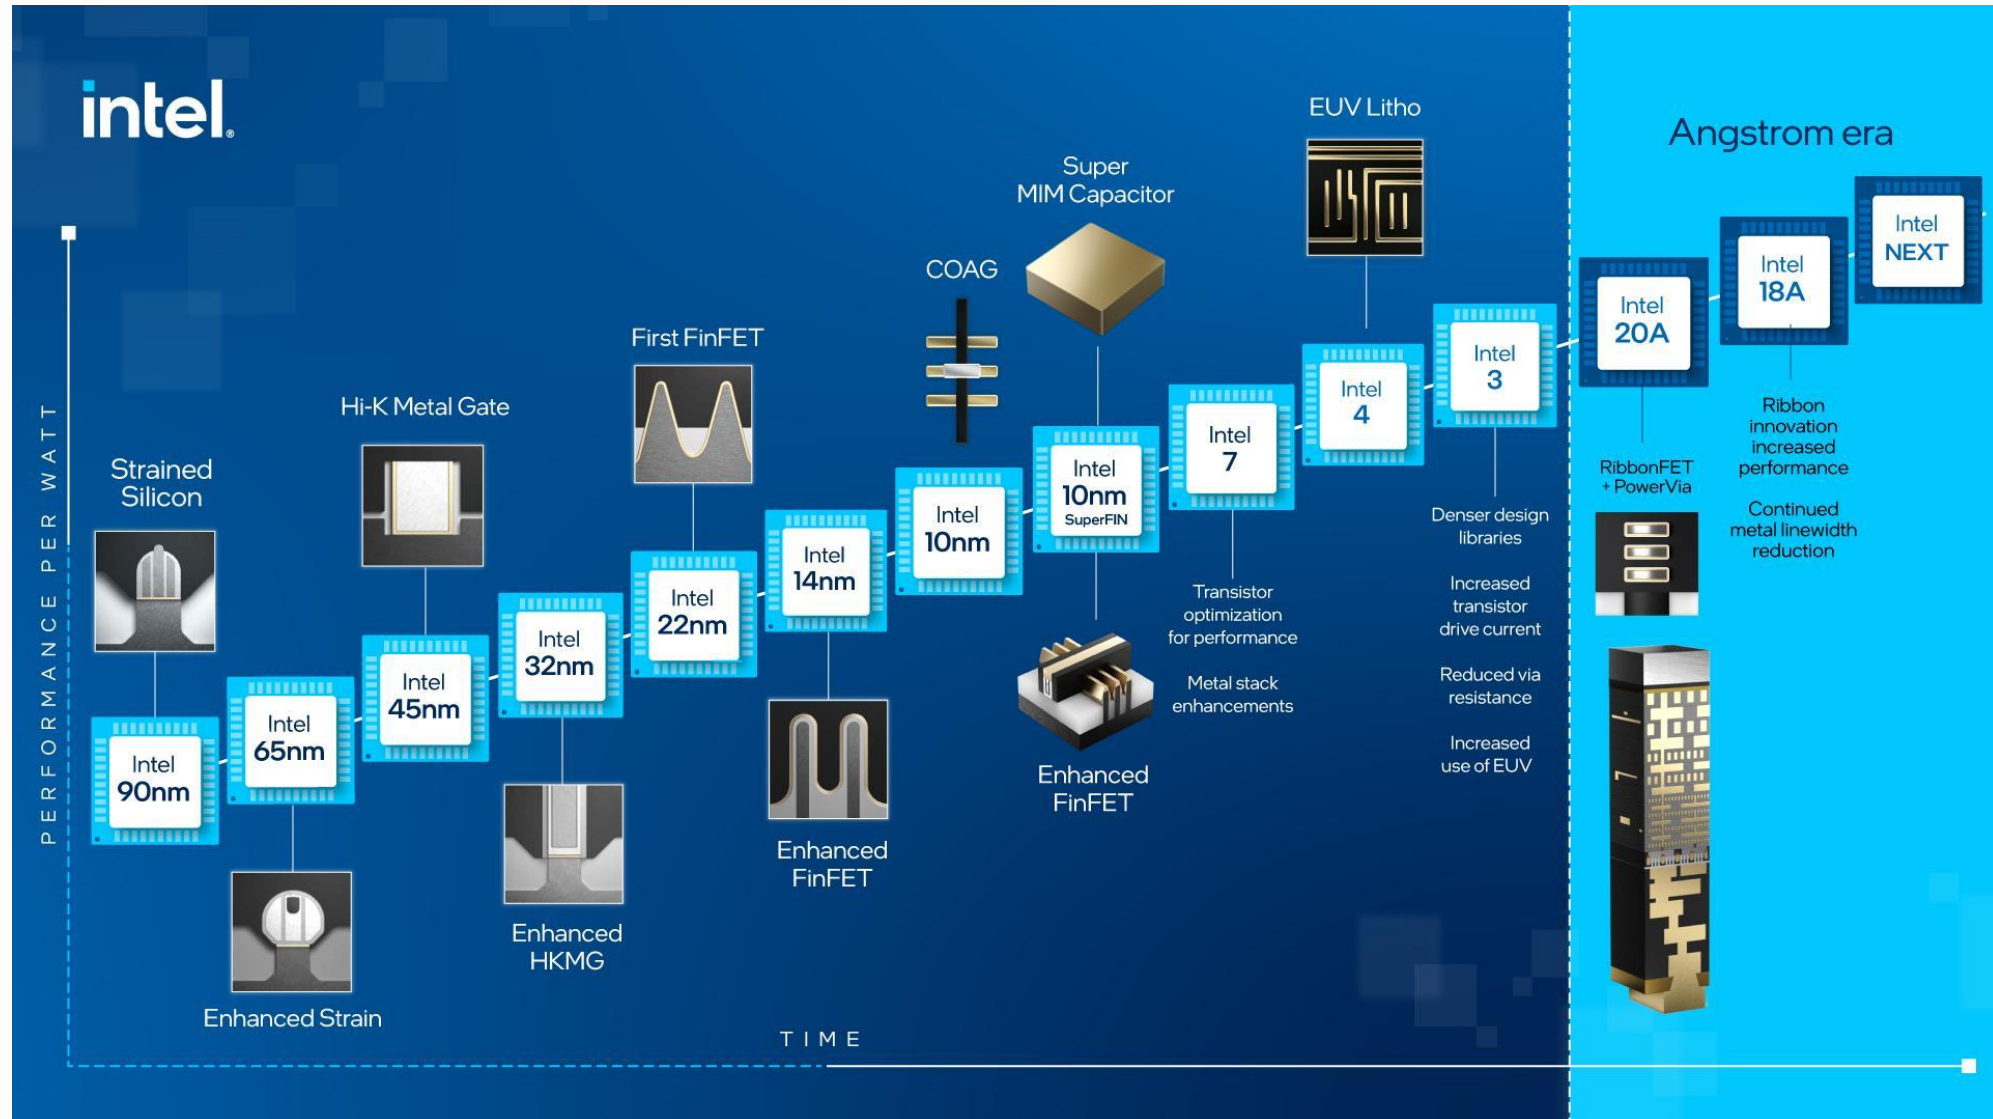 intel.
Angstrom era
EUV Litho
Super
MIM Capacitor
COAG
First FinFET
Hi-K Metal Gate
Strained
Silicon
PERFORMANCE PER WATT
Intel
90nm
Intel
65nm
Enhanced Strain
Intel
45nm
Intel
32nm
Enhanced
HKMG
Intel
22nm
Intel
14nm
Enhanced
FinFET
Intel
10nm
Intel
10nm
SuperFIN
Enhanced
FinFET
Intel
7
Transistor
optimization
for performance
Metal stack
enhancements
Intel
4
Intel
3
Denser design
libraries
Increased
transistor
drive current
Reduced via
resistance
Increased
use of EUV
Intel
20A
RibbonFET
+ PowerVia
Intel
18A
Ribbon
innovation
increased
performance
Continued
metal linewidth
reduction
Intel
NEXT
TIME